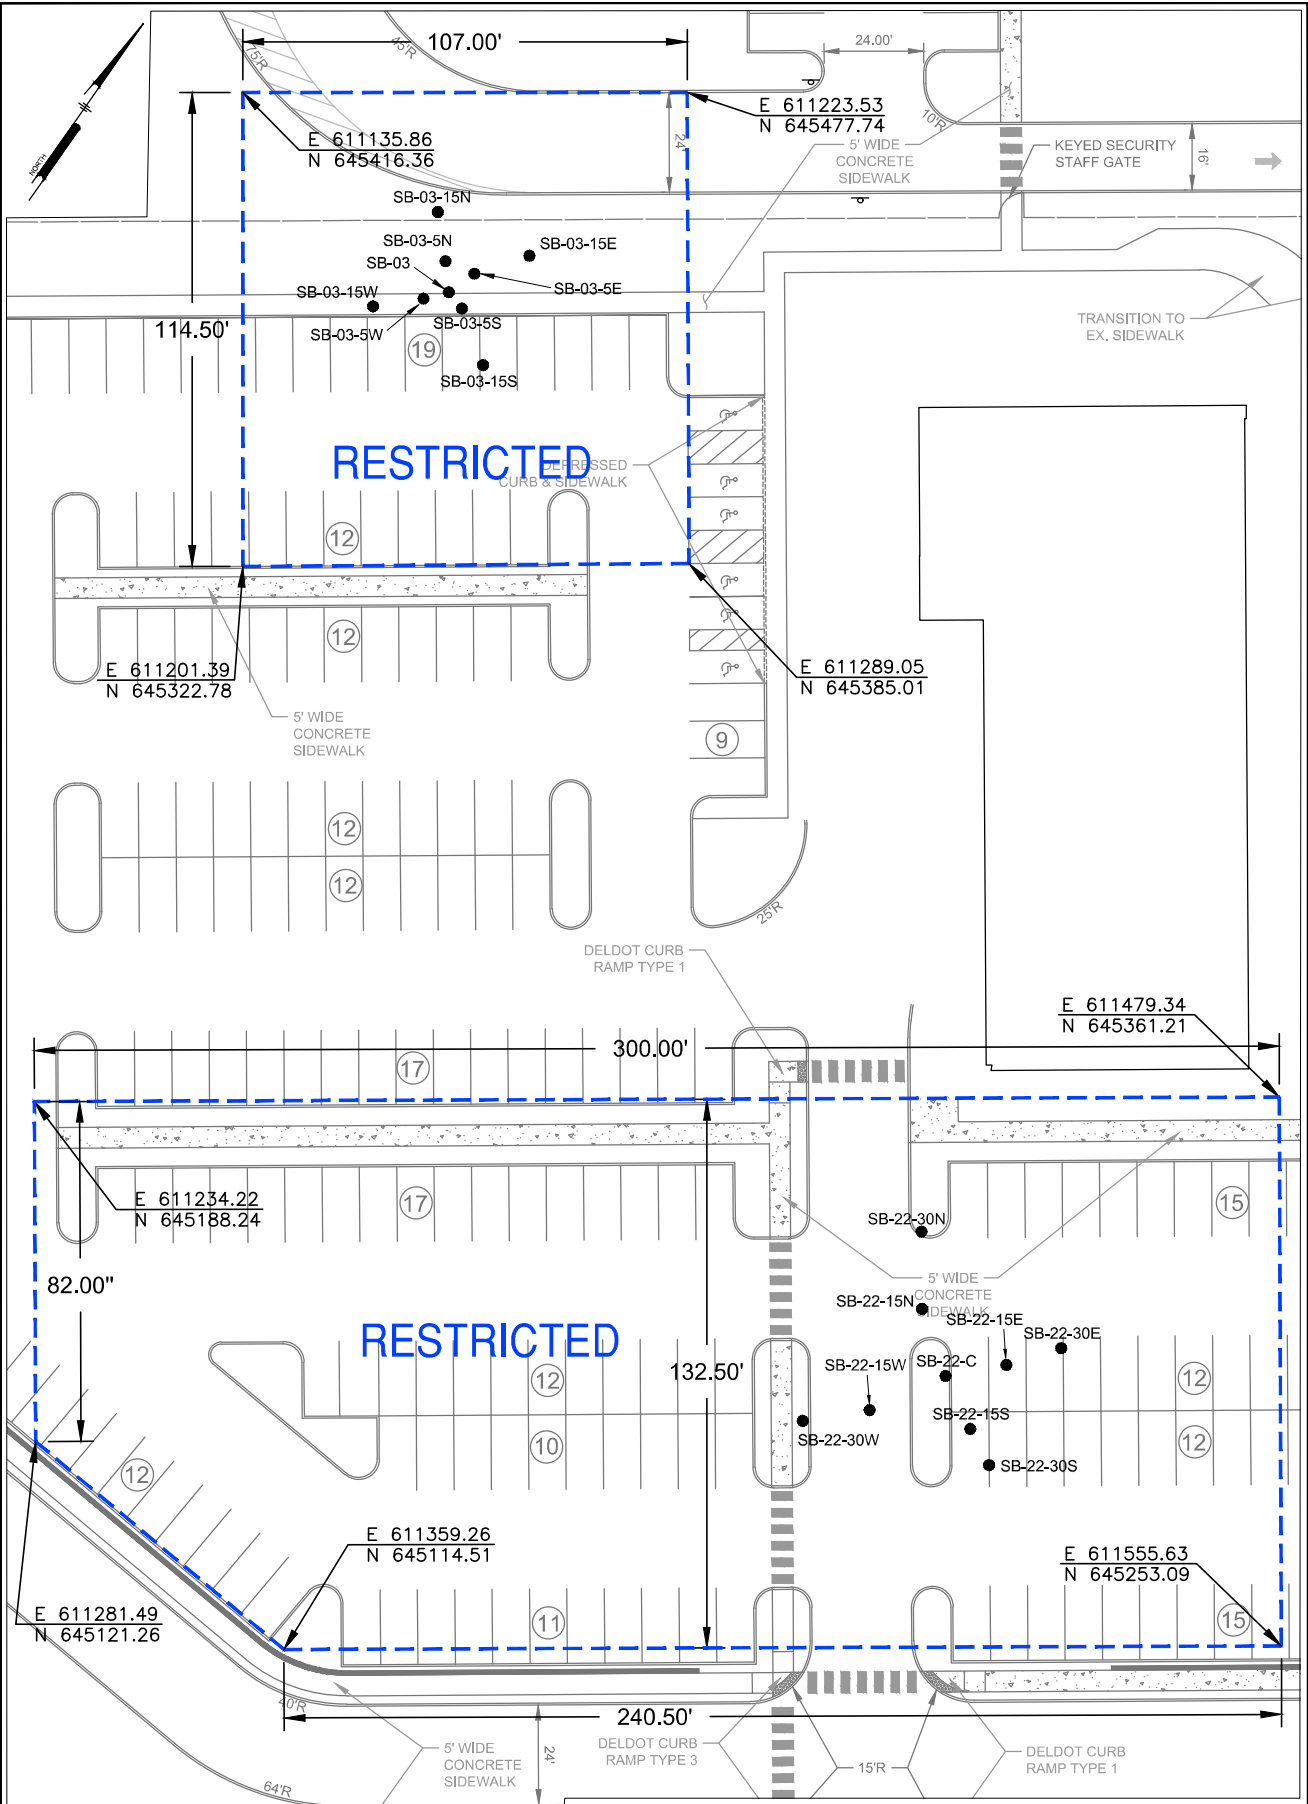 107.00'
24.00'
75'R
45'R
E 611223.53
N 645477.74
E 611135.86
N 645416.36
10'R
24'
5' WIDE
CONCRETE
SIDEWALK
KEYED SECURITY
STAFF GATE
16'
NORTH
SB-03-15N
SB-03-5N
SB-03-15E
SB-03
SB-03-5E
SB-03-15W
SB-03-5W
SB-03-5S
114.50'
19
SB-03-15S
TRANSITION TO
EX. SIDEWALK
RESTRICTED
DEPRESSED
CURB & SIDEWALK
12
12
E 611201.39
N 645322.78
E 611289.05
N 645385.01
5' WIDE
CONCRETE
SIDEWALK
9
12
12
25'R
DELDOT CURB
RAMP TYPE 1
E 611479.34
N 645361.21
300.00'
17
E 611234.22
N 645188.24
17
15
SB-22-30N
82.00"
5' WIDE
CONCRETE
SIDEWALK
SB-22-15N
SB-22-15E
SB-22-30E
RESTRICTED
132.50'
SB-22-15W
SB-22-C
12
12
SB-22-15S
SB-22-30W
10
12
12
SB-22-30S
E 611359.26
N 645114.51
E 611555.63
N 645253.09
E 611281.49
N 645121.26
11
15
40'R
240.50'
5' WIDE
CONCRETE
SIDEWALK
24'
DELDOT CURB
RAMP TYPE 3
15'R
DELDOT CURB
RAMP TYPE 1
64'R